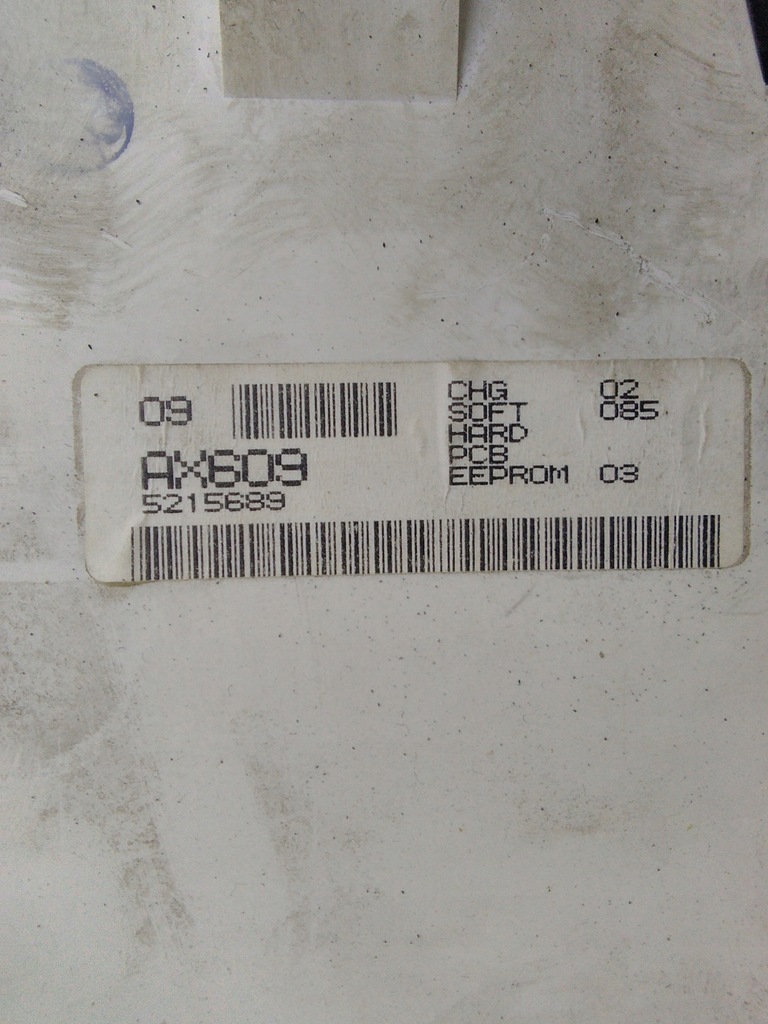 09
AX609
5215689
CHG 02
SOFT 085
HARD
PCB
EEPROM 03